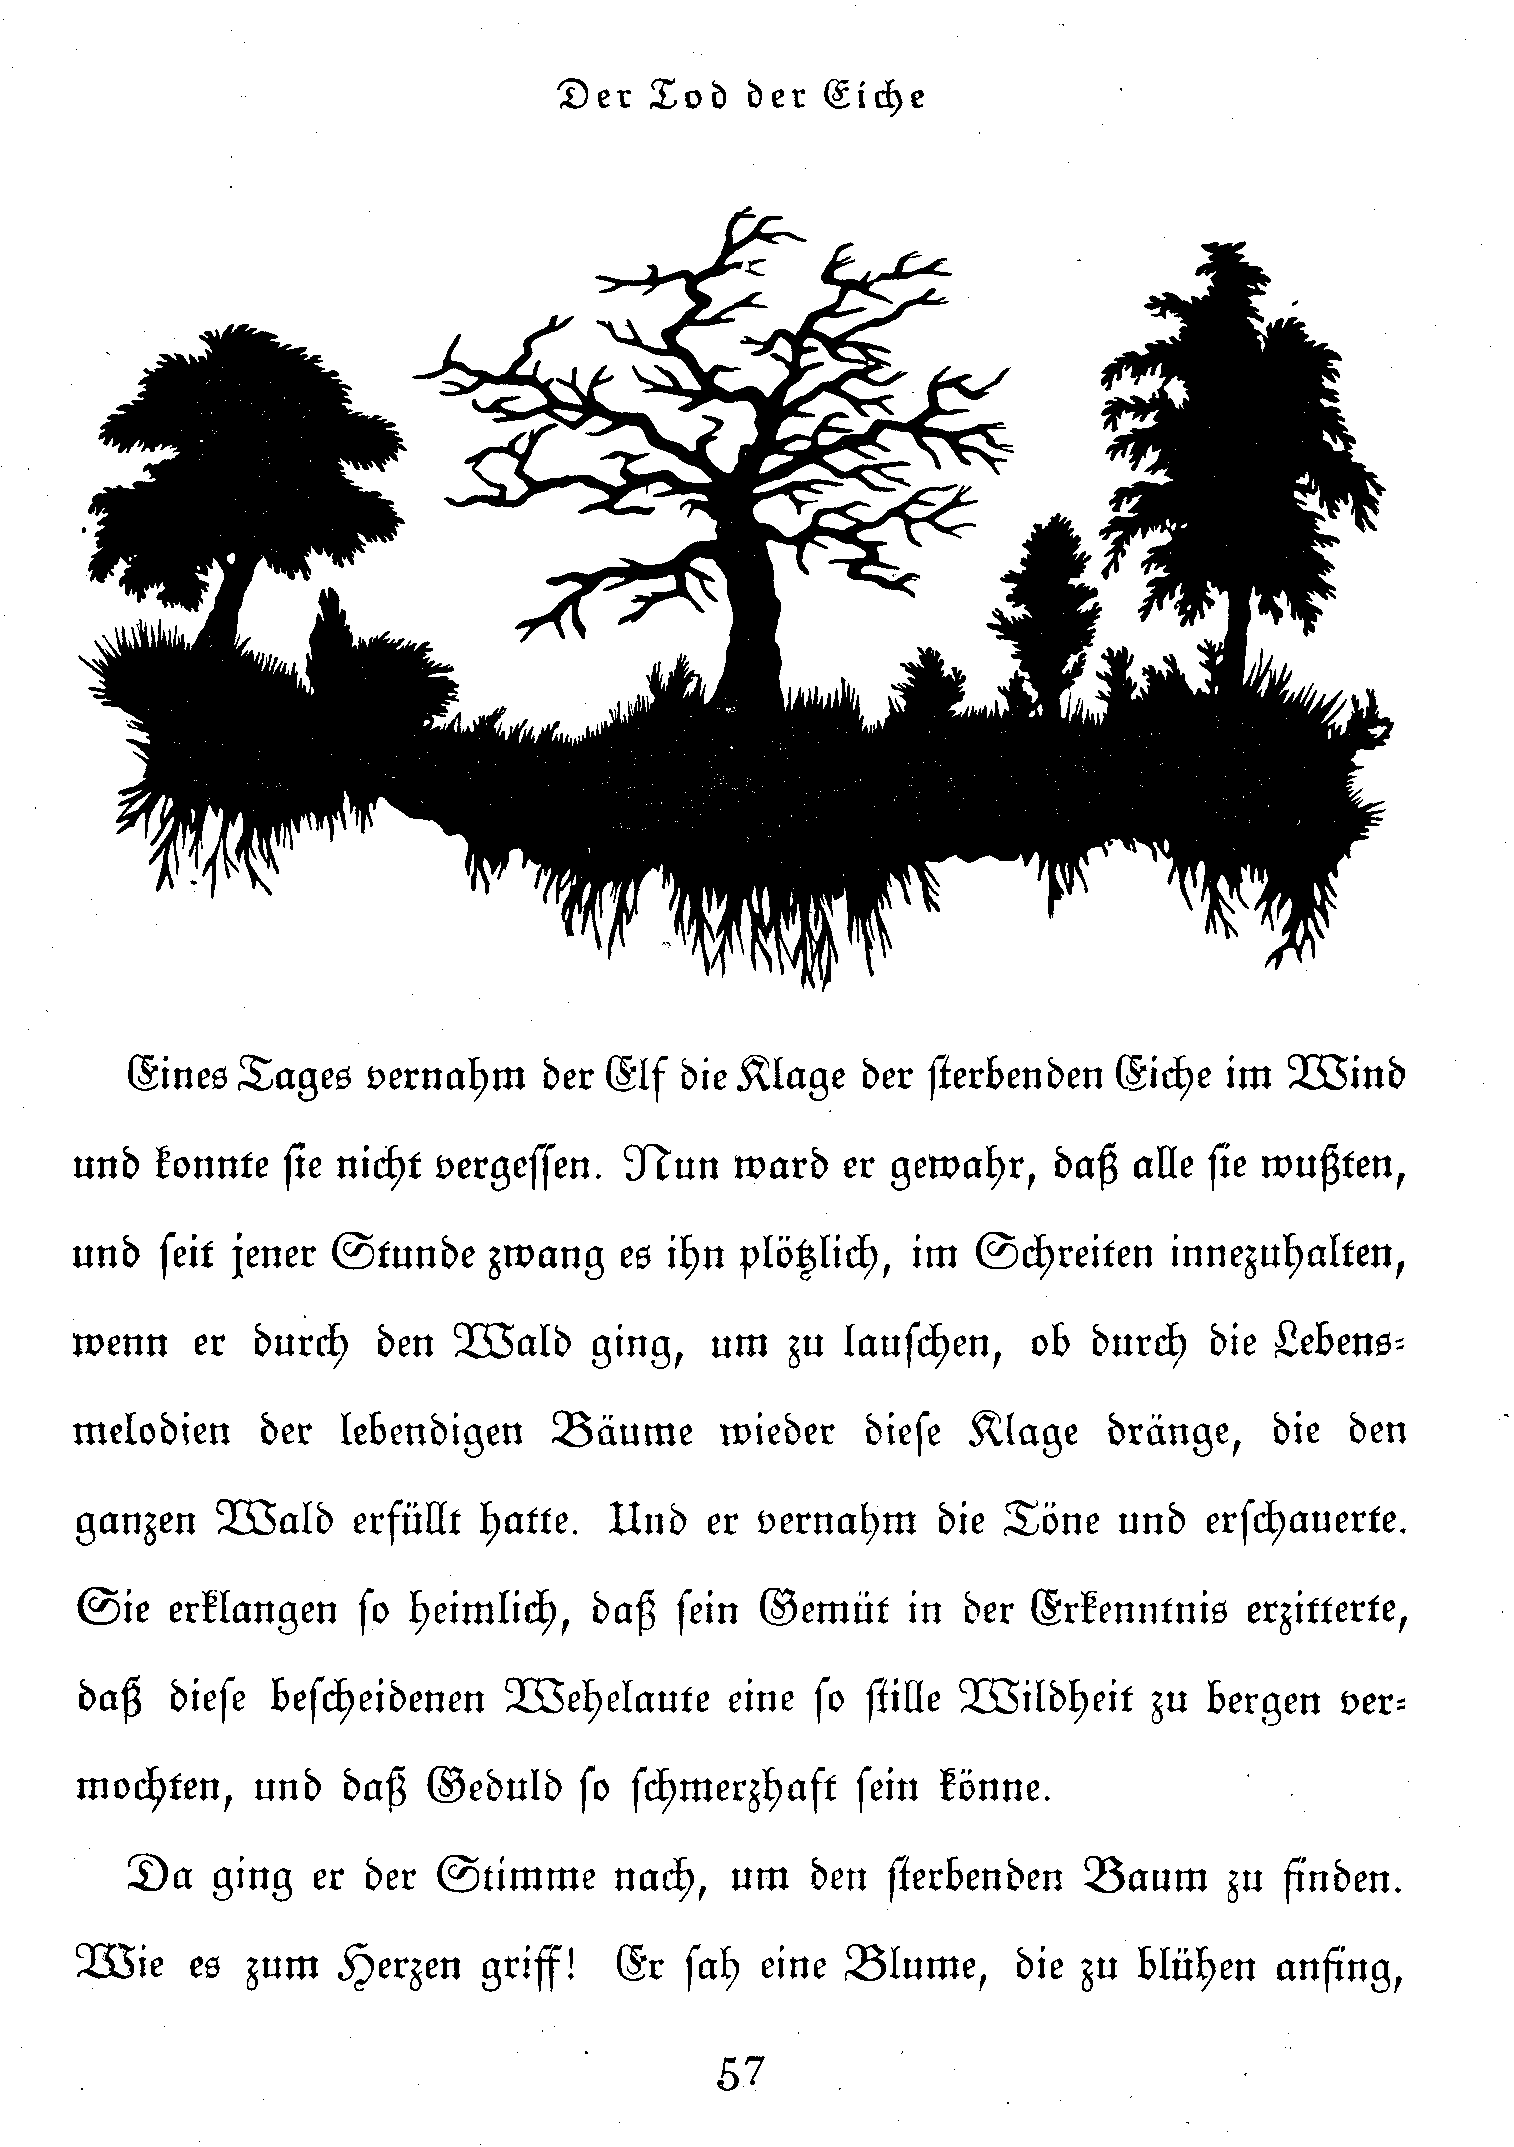 Der Tod der Eiche
Eines Tages vernahm der Elf die Klage der sterbenden Eiche im Wind
und konnte sie nicht vergessen. Nun ward er gewahr, daß alle sie wußten,
und seit jener Stunde zwang es ihn plötzlich, im Schreiten innezuhalten,
wenn er durch den Wald ging, um zu lauschen, ob durch die Lebens-
melodien der lebendigen Bäume wieder diese Klage dränge, die den
ganzen Wald erfüllt hatte. Und er vernahm die Töne und erschauerte.
Sie erklangen so heimlich, daß sein Gemüt in der Erkenntnis erzitterte,
daß diese bescheidenen Wehelaute eine so stille Wildheit zu bergen ver-
mochten, und daß Geduld so schmerzhaft sein könne.
Da ging er der Stimme nach, um den sterbenden Baum zu finden.
Wie es zum Herzen griff! Er sah eine Blume, die zu blühen anfing,
57